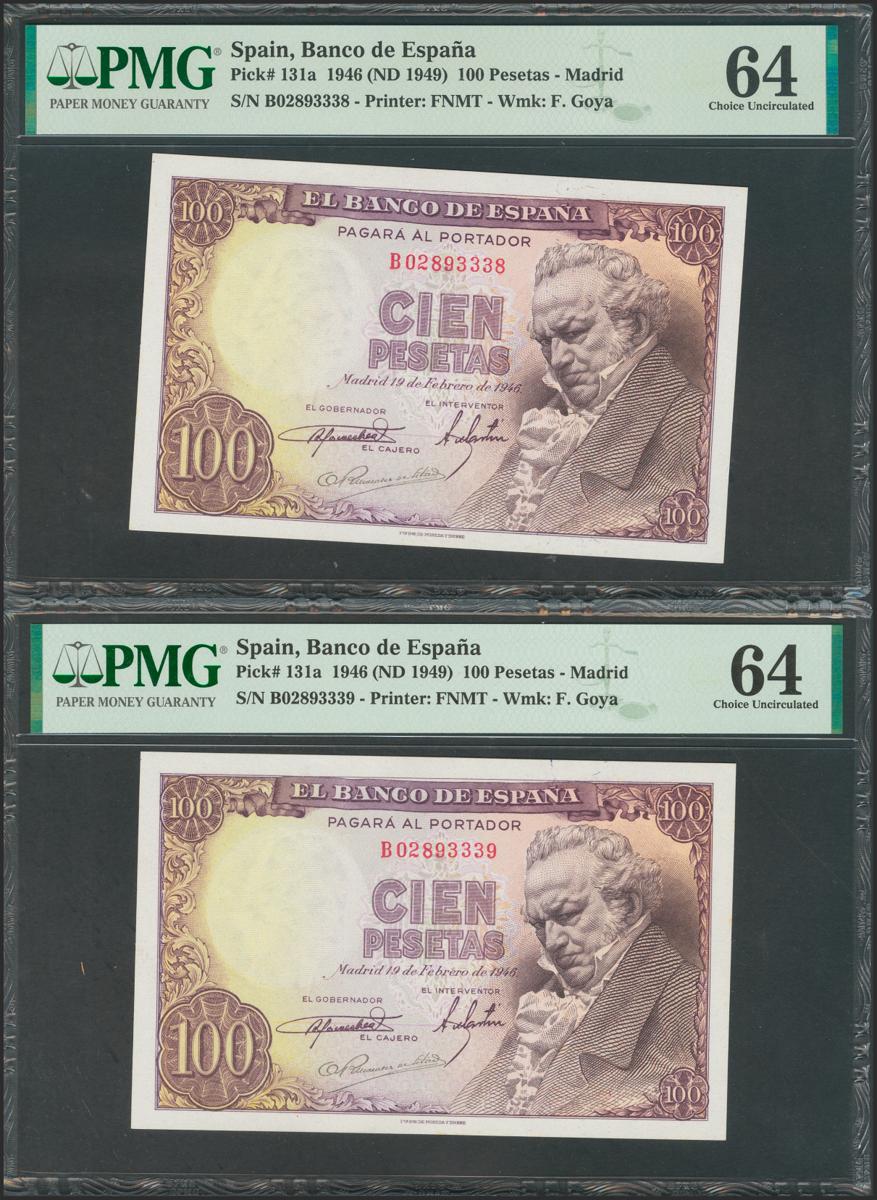 PMG®
PAPER MONEY GUARANTY
Spain, Banco de España
Pick# 131a 1946 (ND 1949) 100 Pesetas - Madrid
S/N B02893338 - Printer: FNMT - Wmk: F. Goya
64
Choice Uncirculated
100
EL BANCO DE ESPAÑA
100
PAGARÁ AL PORTADOR
B02893338
CIEN
PESETAS
Madrid 19 de Febrero de 1946.
EL GOBERNADOR
EL INTERVENTOR
EL CAJERO
100
100
PMG
PMG®
PAPER MONEY GUARANTY
Spain, Banco de España
Pick# 131a 1946 (ND 1949) 100 Pesetas - Madrid
S/N B02893339 - Printer: FNMT - Wmk: F. Goya
64
Choice Uncirculated
100
EL BANCO DE ESPAÑA
100
PAGARÁ AL PORTADOR
B02893339
CIEN
PESETAS
Madrid 19 de Febrero de 1946.
EL GOBERNADOR
EL INTERVENTOR
EL CAJERO
100
100